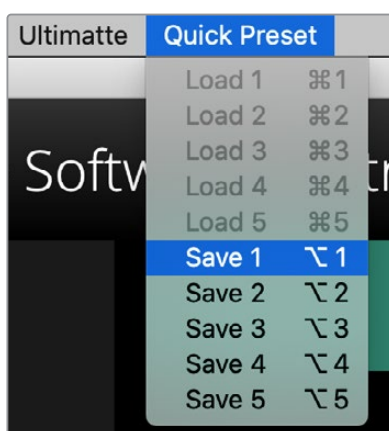 Ultimatte Quick Preset
Load 1 ⌘1
Load 2 ⌘2
Load 3 ⌘3
Load 4 ⌘4
Load 5 ⌘5
Save 1 ⌥1
Save 2 ⌥2
Save 3 ⌥3
Save 4 ⌥4
Save 5 ⌥5